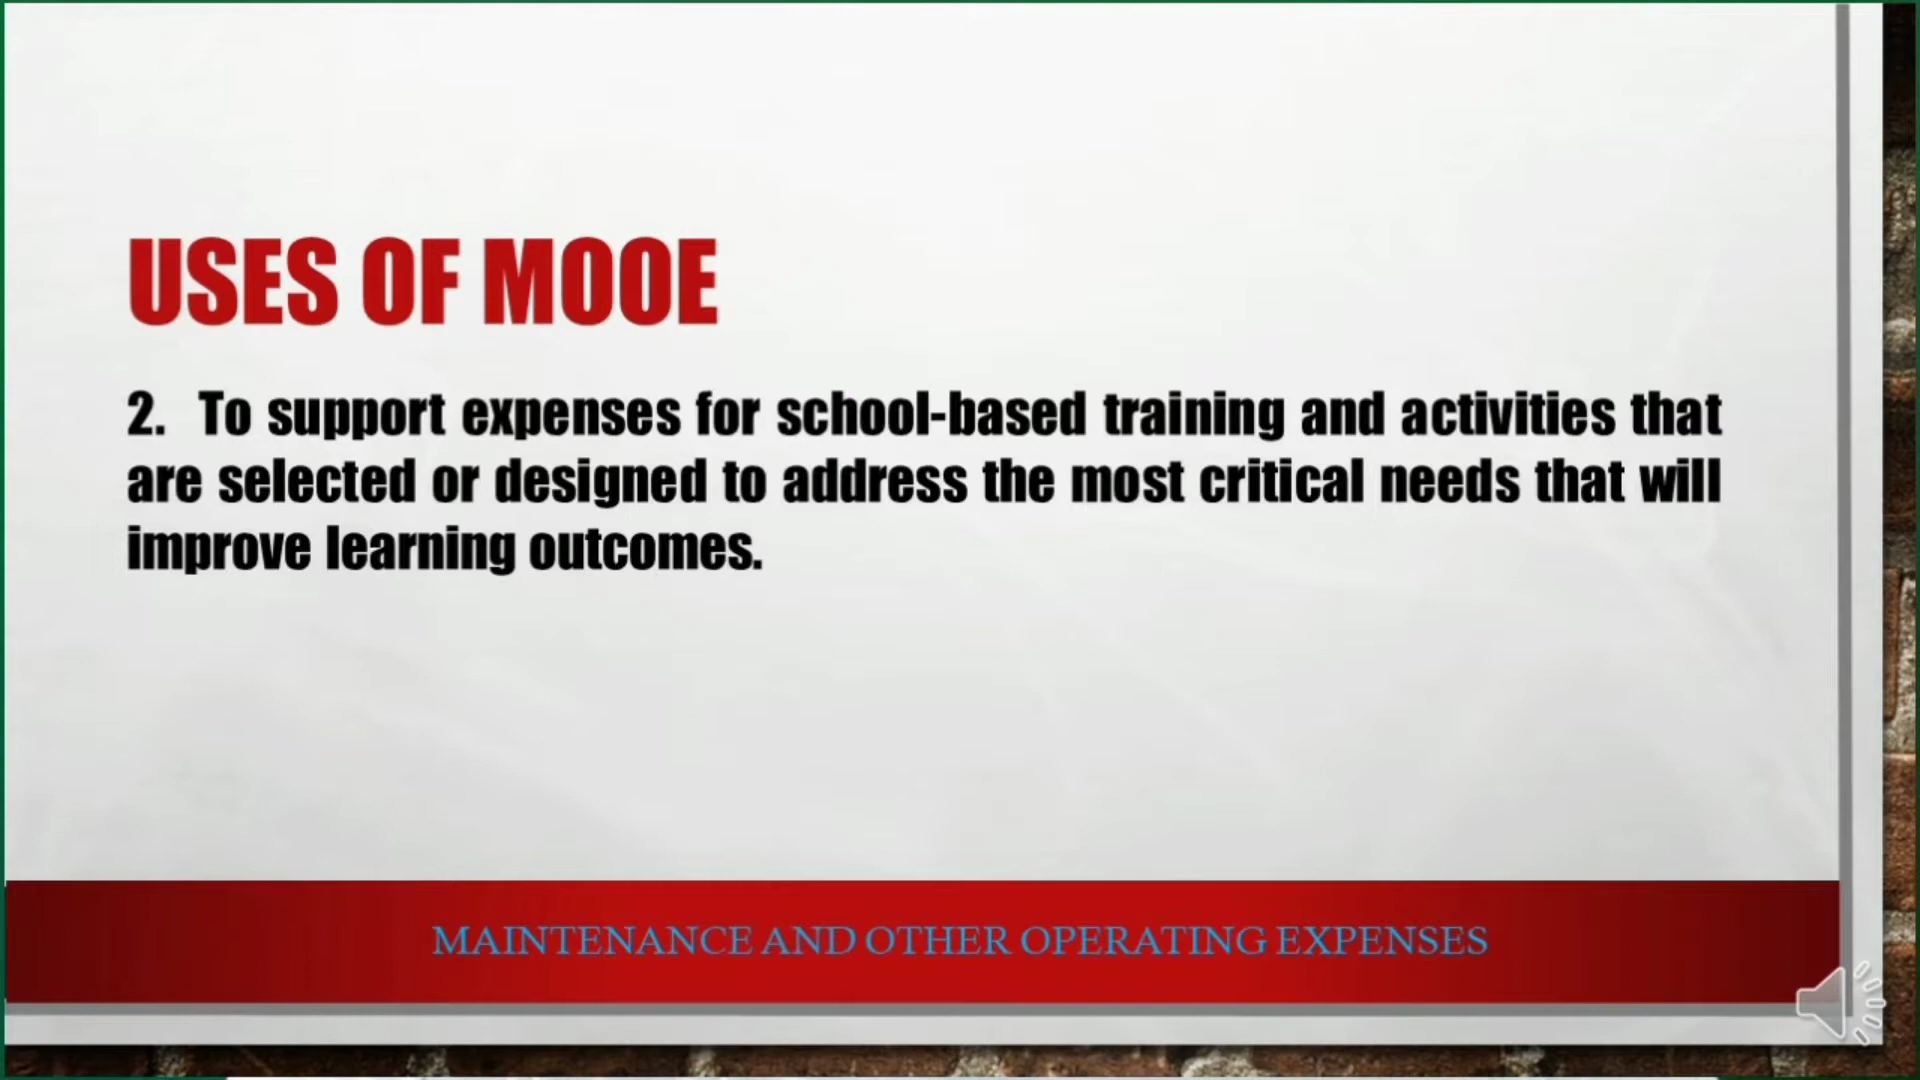 USES OF MOOE
2. To support expenses for school-based training and activities that
are selected or designed to address the most critical needs that will
improve learning outcomes.
MAINTENANCE AND OTHER OPERATING EXPENSES